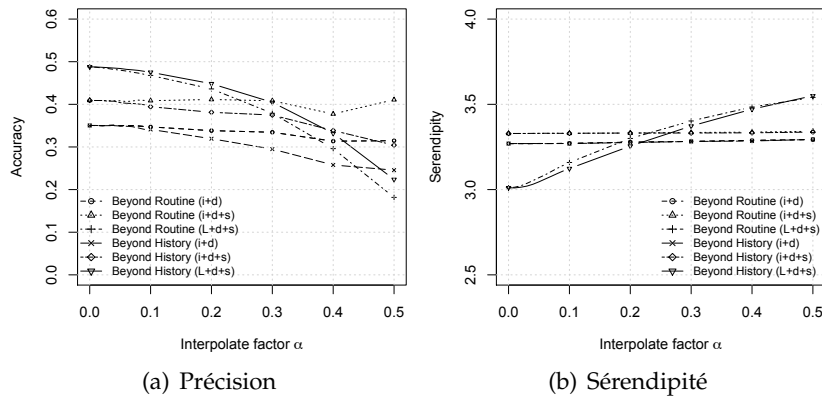 Accuracy
0.6
0.5
0.4
0.3
0.2
0.1
0.0
Beyond Routine (i+d)
Beyond Routine (i+d+s)
Beyond Routine (L+d+s)
Beyond History (i+d)
Beyond History (i+d+s)
Beyond History (L+d+s)
0.0 0.1 0.2 0.3 0.4 0.5
Interpolate factor α
(a) Précision
Serendipity
4.0
3.5
3.0
2.5
Beyond Routine (i+d)
Beyond Routine (i+d+s)
Beyond Routine (L+d+s)
Beyond History (i+d)
Beyond History (i+d+s)
Beyond History (L+d+s)
0.0 0.1 0.2 0.3 0.4 0.5
Interpolate factor α
(b) Sérendipité